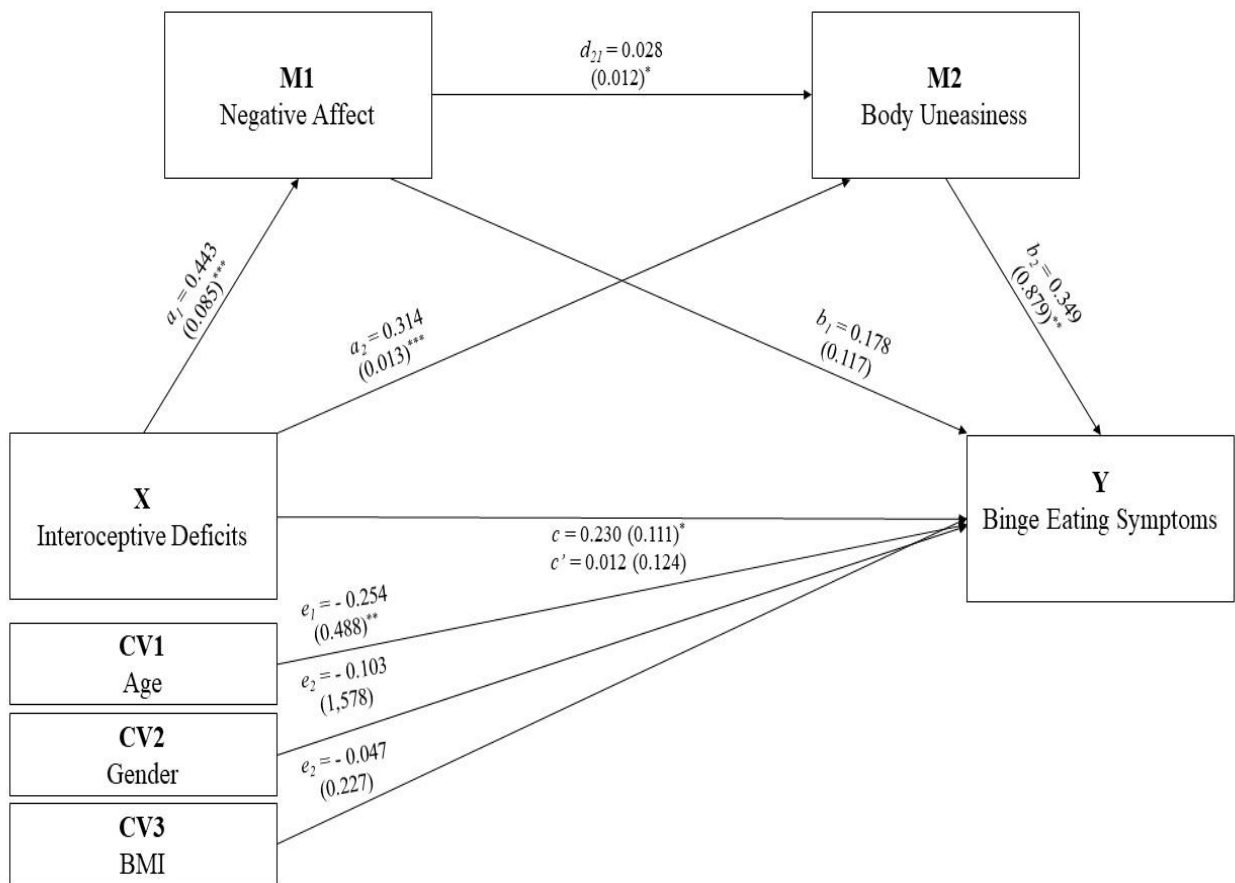 M1
Negative Affect
d21 = 0.028
(0.012)*
M2
Body Uneasiness
a1 = 0.443
(0.085)***
a2 = 0.314
(0.013)***
b1 = 0.178
(0.117)
b2 = 0.349
(0.879)**
X
Interoceptive Deficits
Y
Binge Eating Symptoms
c = 0.230 (0.111)*
c’ = 0.012 (0.124)
e1 = - 0.254
(0.488)**
CV1
Age
e2 = - 0.103
(1,578)
CV2
Gender
e2 = - 0.047
(0.227)
CV3
BMI